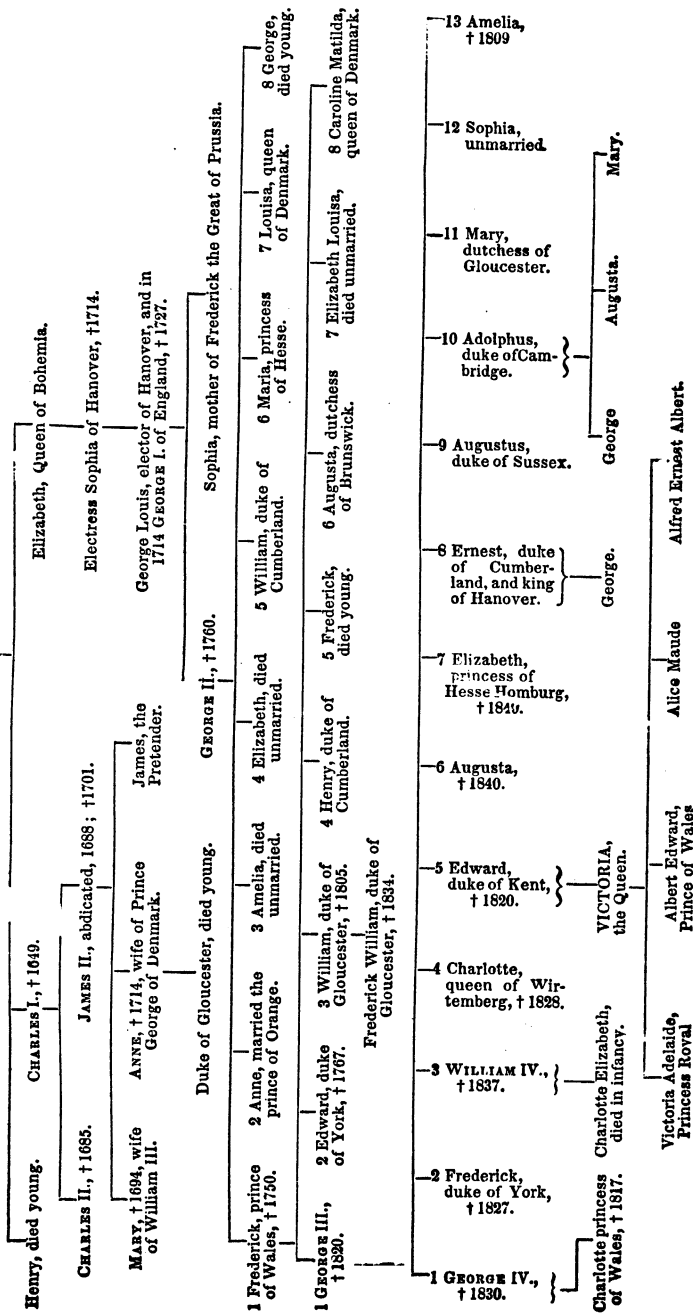 Henry, died young.
CHARLES I., † 1649.
Elizabeth, Queen of Bohemia.
CHARLES II., † 1685.
JAMES II., abdicated, 1688; †1701.
Electress Sophia of Hanover, †1714.
MARY, † 1694, wife
of William III.
ANNE, † 1714, wife of Prince
George of Denmark.
James, the
Pretender.
George Louis, elector of Hanover, and in
1714 GEORGE I. of England, † 1727.
Duke of Gloucester, died young.
GEORGE II., † 1760.
Sophia, mother of Frederick the Great of Prussia.
1 Frederick, prince
of Wales, † 1750.
2 Anne, married the
prince of Orange.
3 Amelia, died
unmarried.
4 Elizabeth, died
unmarried.
5 William, duke of
Cumberland.
6 Maria, princess
of Hesse.
7 Louisa, queen
of Denmark.
8 George,
died young.
1 GEORGE III.,
† 1820.
2 Edward, duke
of York, † 1767.
3 William, duke of
Gloucester, † 1805.
4 Henry, duke of
Cumberland.
5 Frederick,
died young.
6 Augusta, dutchess
of Brunswick.
7 Elizabeth Louisa,
died unmarried.
8 Caroline Matilda,
queen of Denmark.
Frederick William, duke of
Gloucester, † 1834.
1 GEORGE IV.,
† 1830.
2 Frederick,
duke of York,
† 1827.
3 WILLIAM IV.,
† 1837.
4 Charlotte,
queen of Wir-
temberg, † 1828.
5 Edward,
duke of Kent,
† 1820.
6 Augusta,
† 1840.
7 Elizabeth,
princess of
Hesse Homburg,
8 Ernest, duke
of Cumber-
land, and king
of Hanover.
9 Augustus,
duke of Sussex.
10 Adolphus,
duke of Cam-
bridge.
11 Mary,
dutchess of
Gloucester.
12 Sophia,
unmarried.
13 Amelia,
† 1809
Charlotte princess
of Wales, † 1817.
Charlotte Elizabeth,
died in infancy.
VICTORIA,
the Queen.
George.
George
Augusta.
Mary.
Victoria Adelaide,
Princess Royal
Albert Edward,
Prince of Wales
Alice Maude
Alfred Ernest Albert.